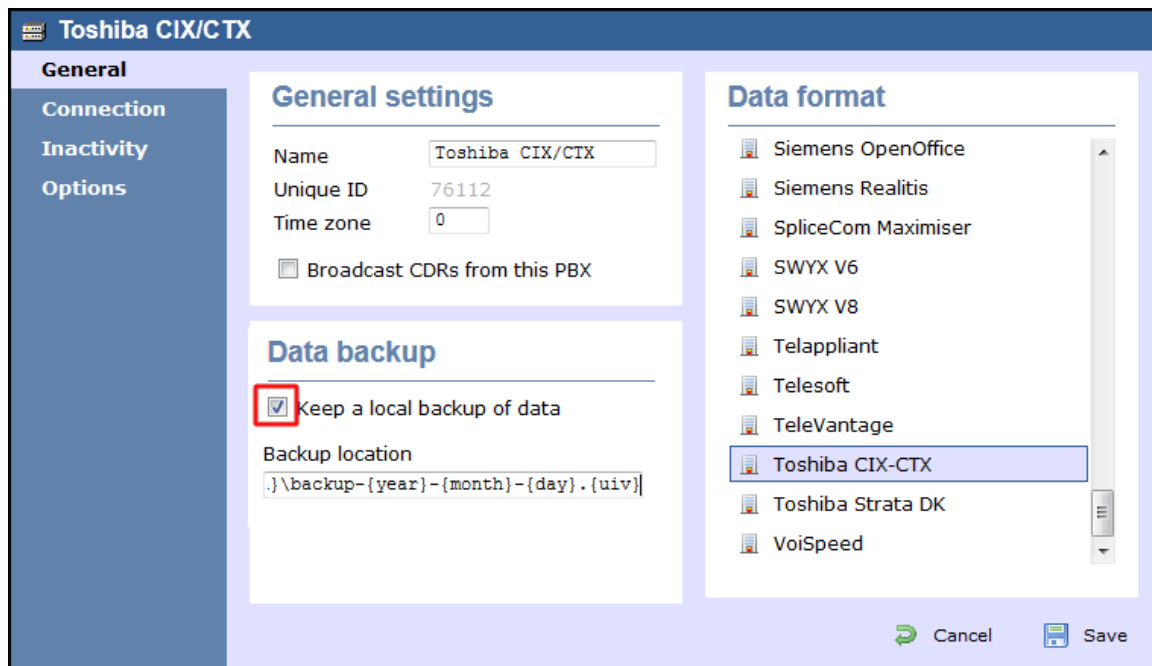 Toshiba CIX/CTX
General
Connection
Inactivity
Options
General settings
Name Toshiba CIX/CTX
Unique ID 76112
Time zone 0
Broadcast CDRs from this PBX
Data backup
Keep a local backup of data
Backup location
.}\backup-{year}-{month}-{day}.{uiv}
Data format
Siemens OpenOffice
Siemens Realitis
SpliceCom Maximiser
SWYX V6
SWYX V8
Telappliant
Telesoft
TeleVantage
Toshiba CIX-CTX
Toshiba Strata DK
VoiSpeed
Cancel Save